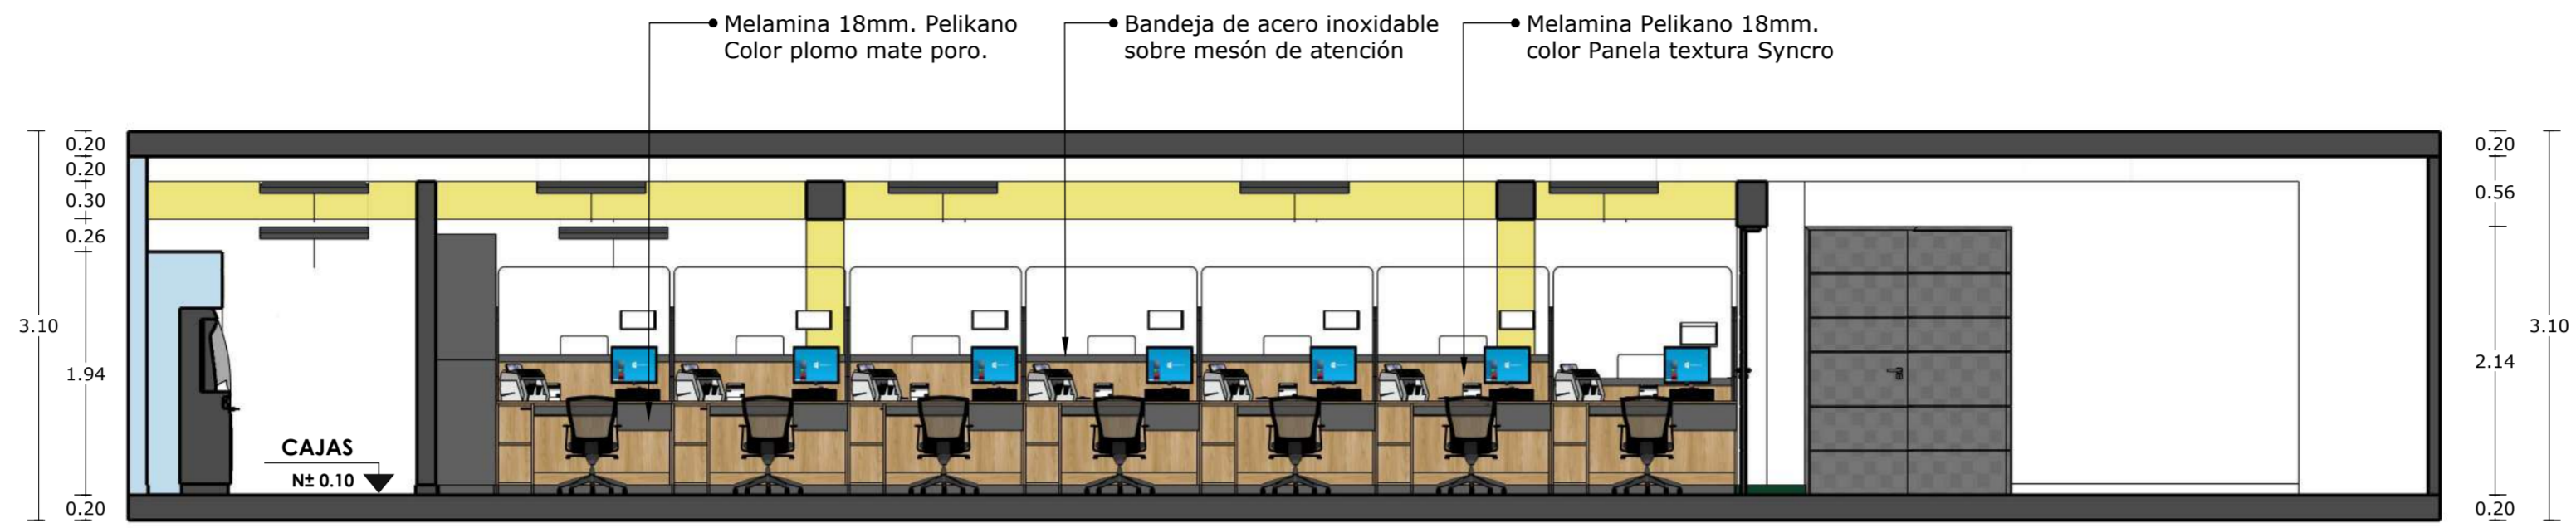 Melamina 18mm. Pelikano
Color plomo mate poro.
Bandeja de acero inoxidable
sobre mesón de atención
Melamina Pelikano 18mm.
color Panela textura Syncro
0.20
0.20
0.30
0.26
3.10
1.94
0.20
CAJAS
N± 0.10
0.20
0.56
3.10
2.14
0.20